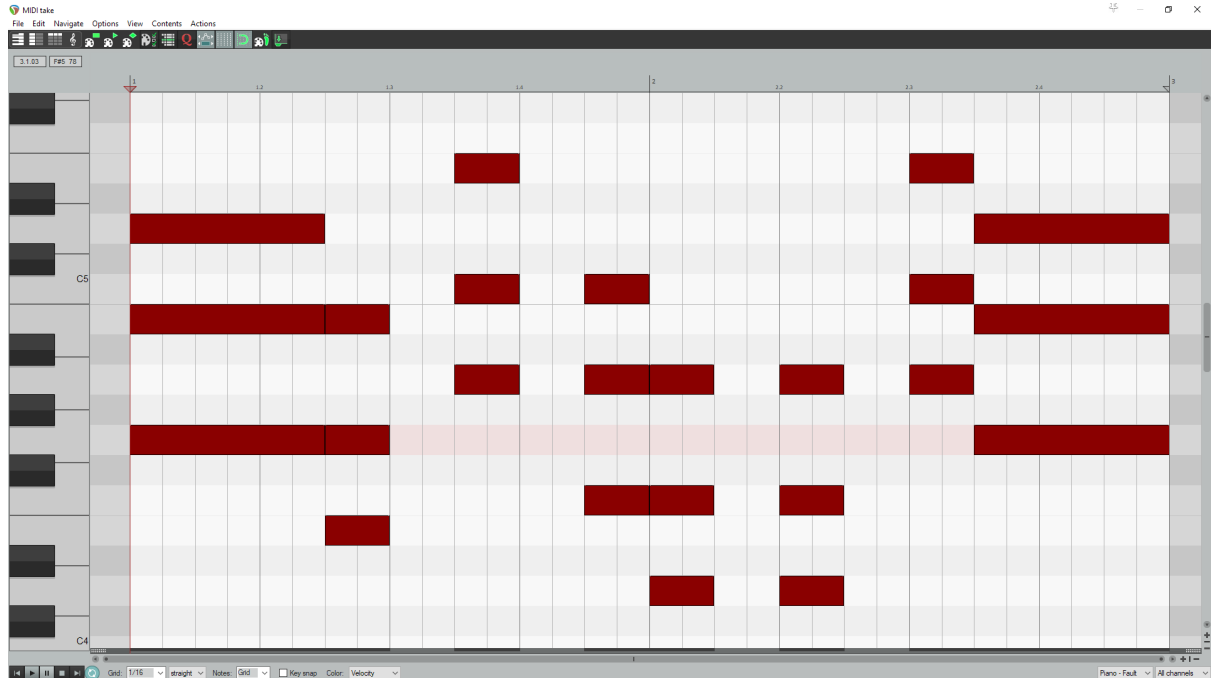 MIDI take
File Edit Navigate Options View Contents Actions
3.1.03 F#5 78
1 1.2 1.3 1.4 2 2.2 2.3 2.4 3
C5
C4
Grid: 1/16 straight Notes: Grid Key snap Color: Velocity Piano - Fault All channels